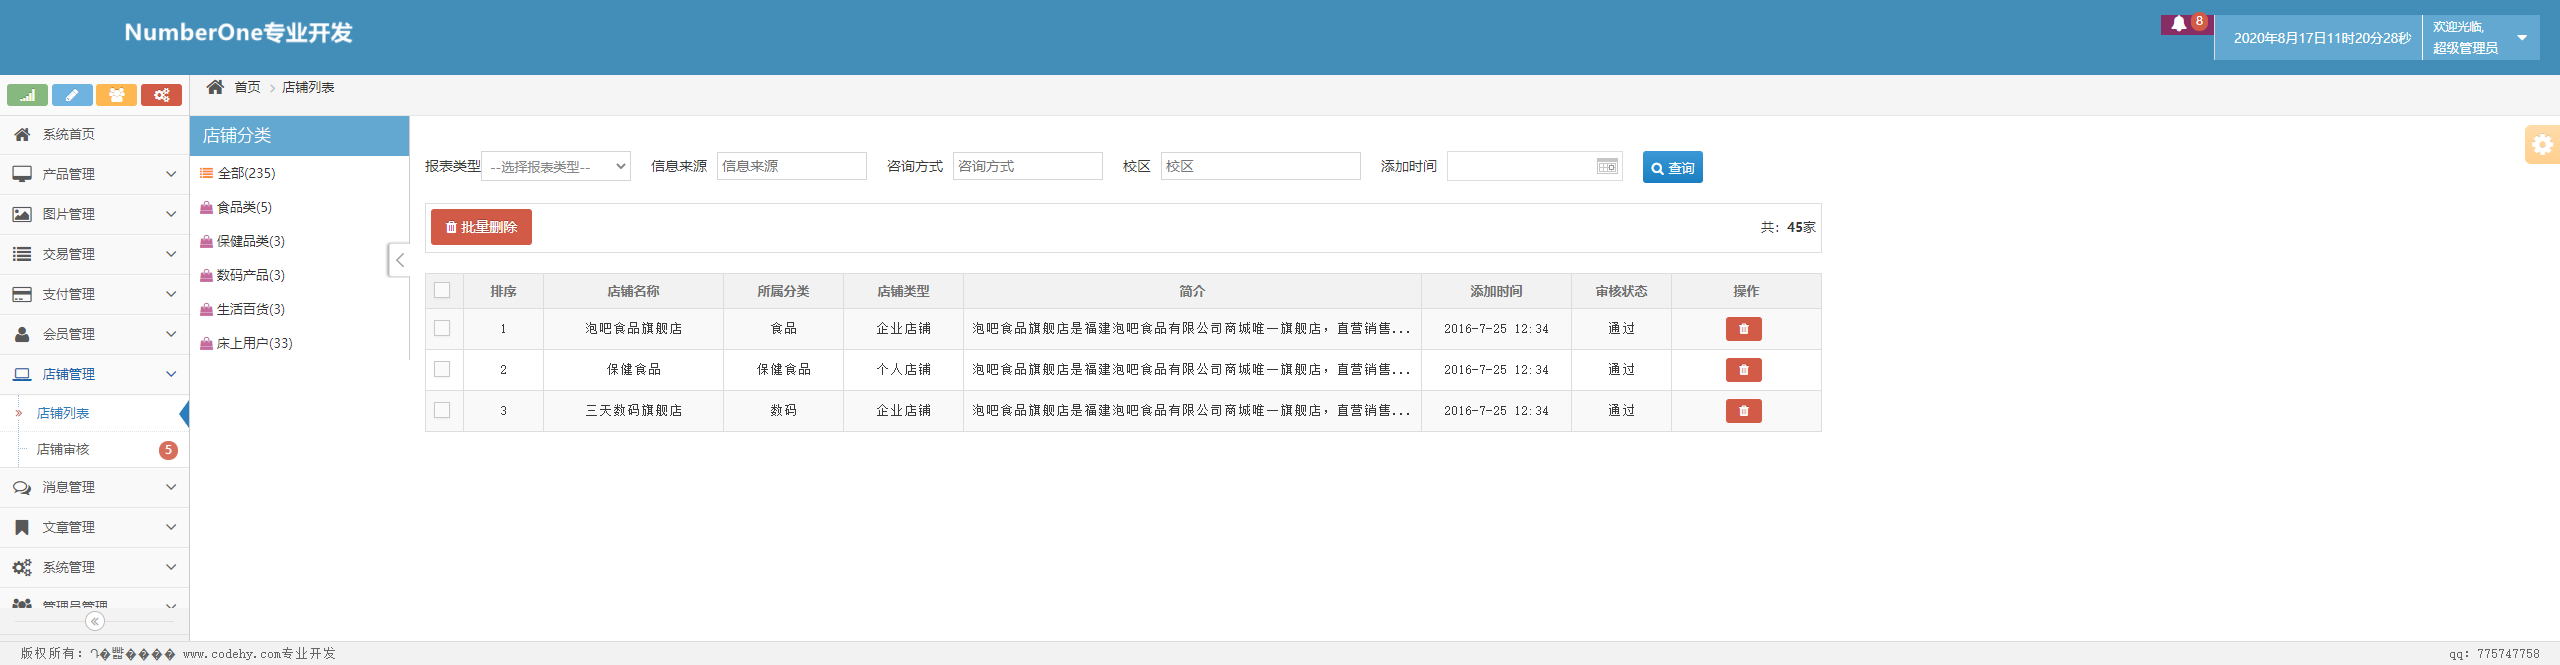 NumberOne专业开发
8
2020年8月17日11时20分28秒
欢迎光临,
超级管理员
首页 店铺列表
系统首页
产品管理
图片管理
交易管理
支付管理
会员管理
店铺管理
店铺列表
店铺审核 5
消息管理
文章管理
系统管理
管理员管理
店铺分类
全部(235)
食品类(5)
保健品类(3)
数码产品(3)
生活百货(3)
床上用户(33)
报表类型 --选择报表类型-- 信息来源 信息来源 咨询方式 咨询方式 校区 校区 添加时间 查询
批量删除 共：45家
排序 店铺名称 所属分类 店铺类型 简介 添加时间 审核状态 操作
1 泡吧食品旗舰店 食品 企业店铺 泡吧食品旗舰店是福建泡吧食品有限公司商城唯一旗舰店，直营销售... 2016-7-25 12:34 通过
2 保健食品 保健食品 个人店铺 泡吧食品旗舰店是福建泡吧食品有限公司商城唯一旗舰店，直营销售... 2016-7-25 12:34 通过
3 三天数码旗舰店 数码 企业店铺 泡吧食品旗舰店是福建泡吧食品有限公司商城唯一旗舰店，直营销售... 2016-7-25 12:34 通过
版权所有： www.codehy.com专业开发
qq: 775747758